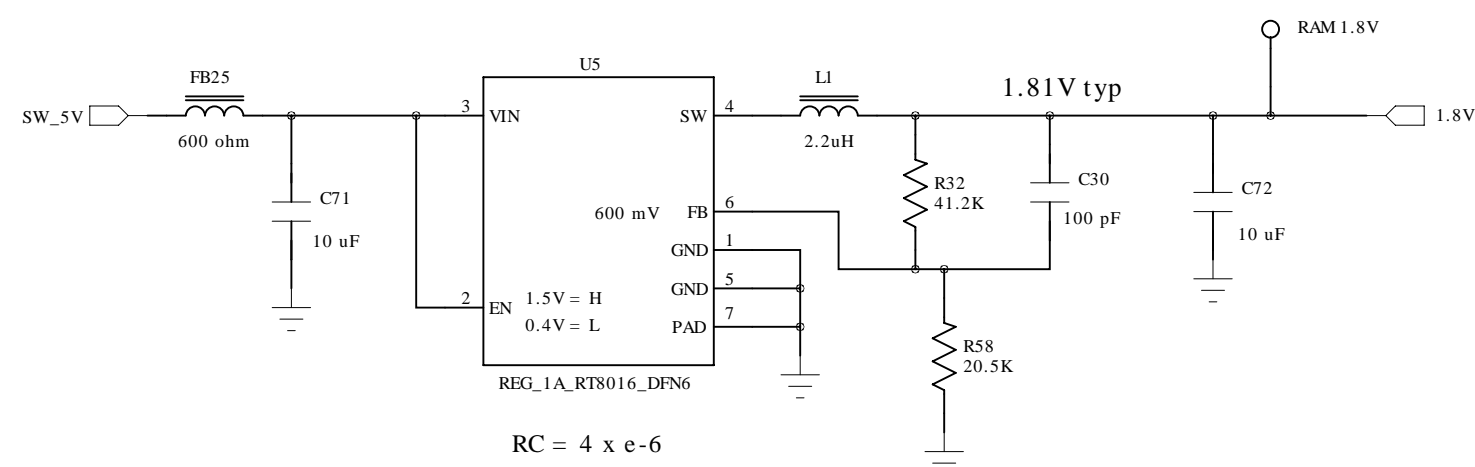 RAM 1.8V
U5
FB25
L1
1.81V typ
SW_5V
3
VIN
SW
4
1.8V
600 ohm
2.2uH
C71
R32
C30
C72
600 mV
FB
6
41.2K
100 pF
10 uF
10 uF
GND
1
2
EN
1.5V = H
GND
5
0.4V = L
PAD
7
R58
20.5K
REG_1A_RT8016_DFN6
RC = 4 x e-6